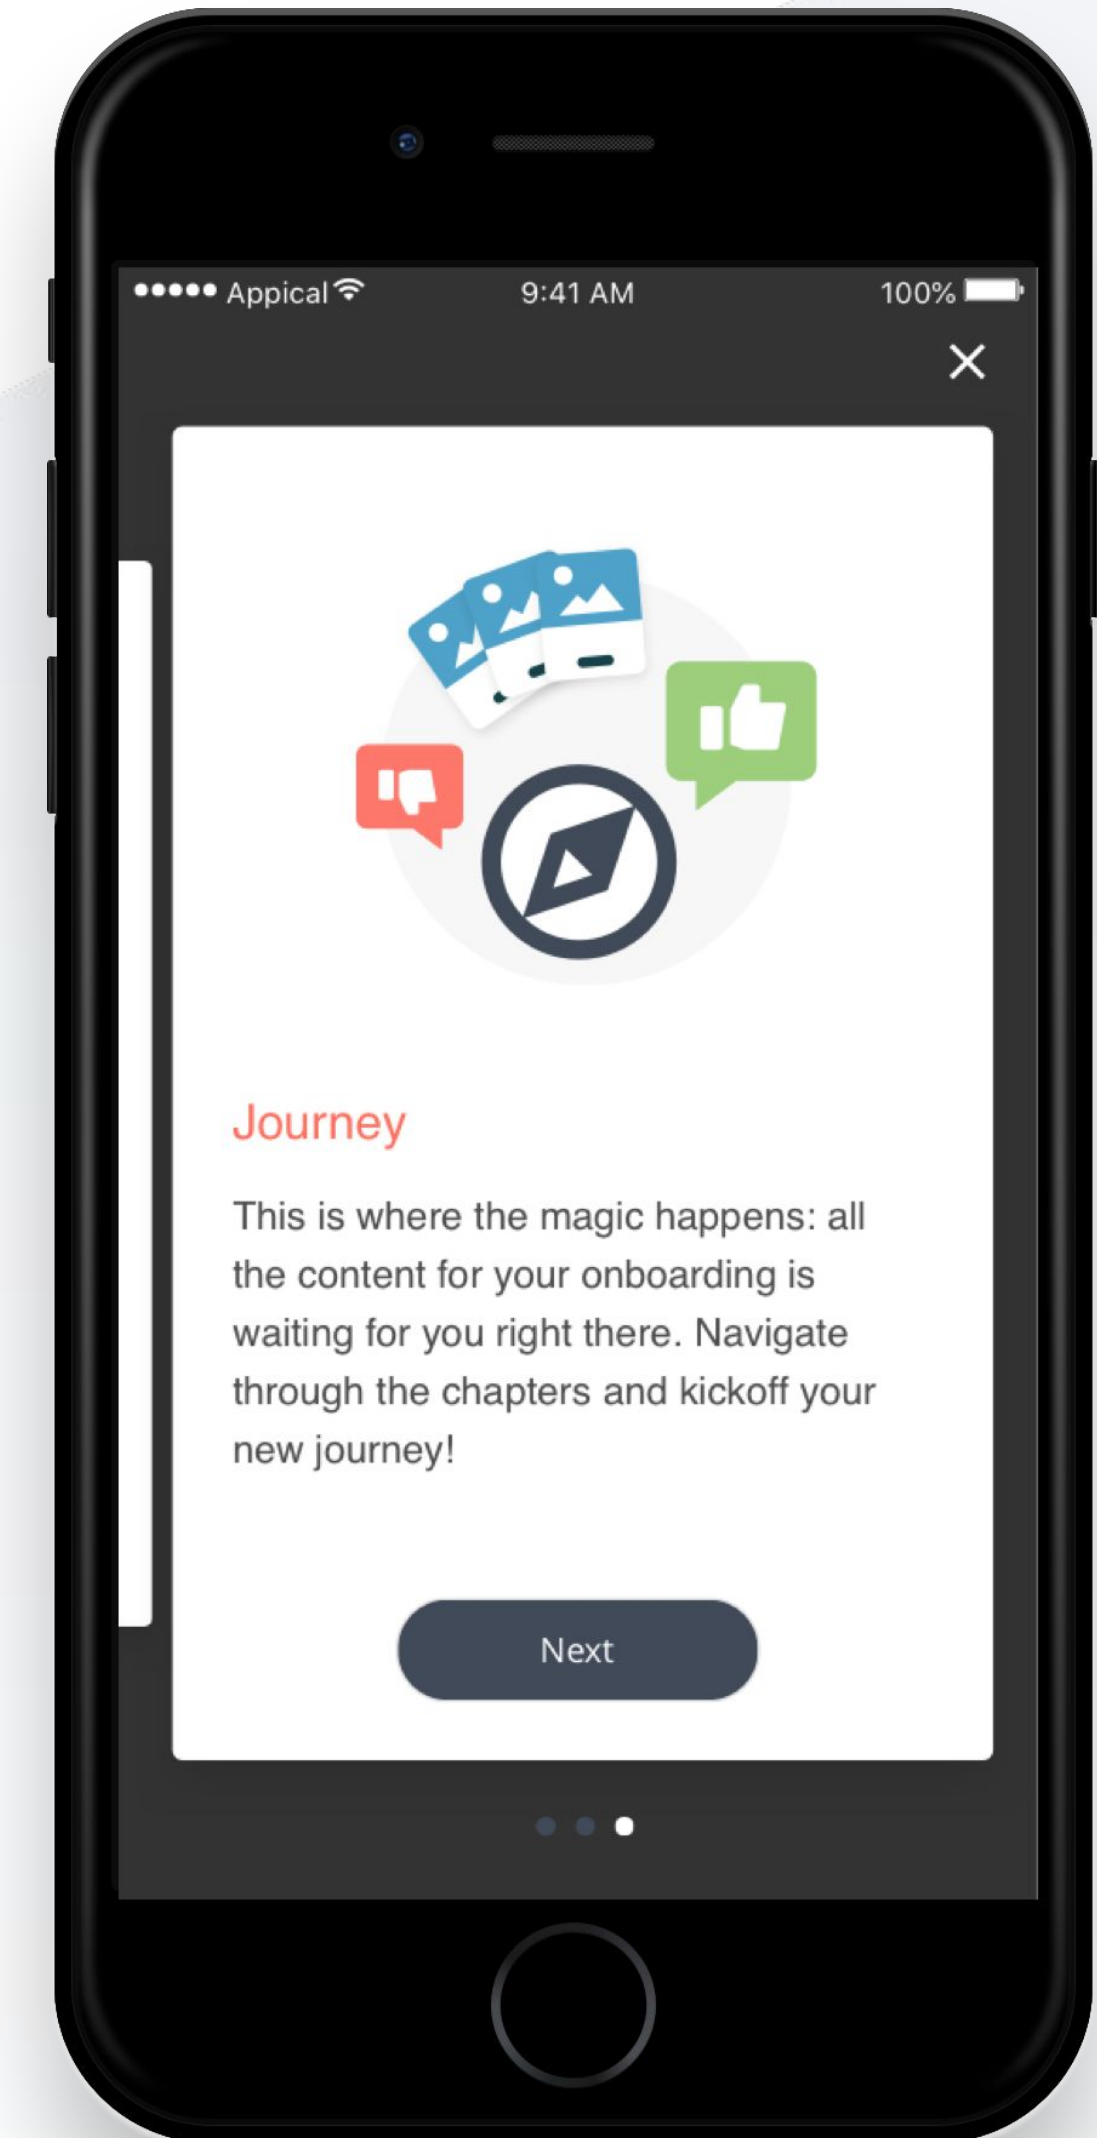 Appical 9:41 AM 100%
Journey
This is where the magic happens: all
the content for your onboarding is
waiting for you right there. Navigate
through the chapters and kickoff your
new journey!
Next